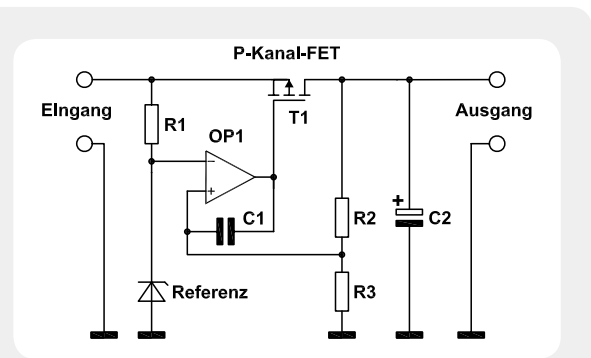 P-Kanal-FET
EIngang
R1
OP1
T1
Ausgang
−
+
C1
R2
+
C2
Referenz
R3